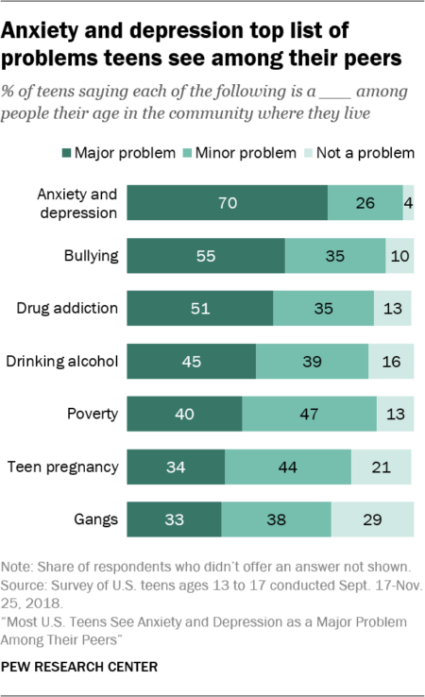 Anxiety and depression top list of
problems teens see among their peers
% of teens saying each of the following is a ___ among
people their age in the community where they live
Major problem Minor problem Not a problem
Anxiety and
depression
70 26 4
Bullying 55 35 10
Drug addiction 51 35 13
Drinking alcohol 45 39 16
Poverty 40 47 13
Teen pregnancy 34 44 21
Gangs 33 38 29
Note: Share of respondents who didn't offer an answer not shown.
Source: Survey of U.S. teens ages 13 to 17 conducted Sept. 17-Nov.
25, 2018.
"Most U.S. Teens See Anxiety and Depression as a Major Problem
Among Their Peers"
PEW RESEARCH CENTER